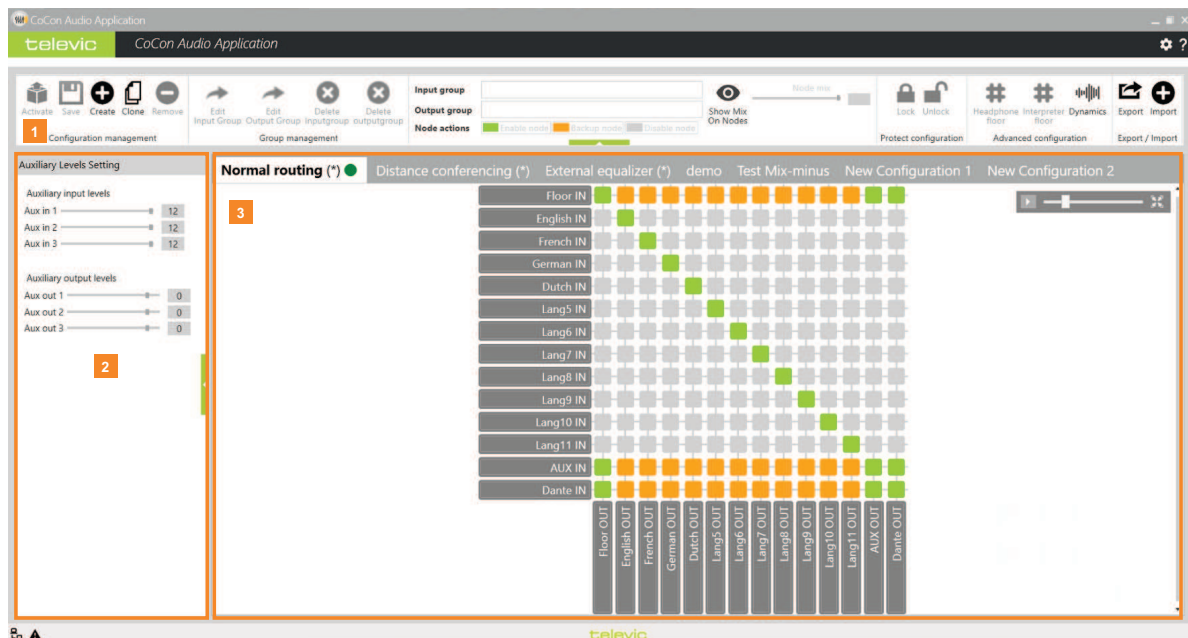 CoCon Audio Application
televic CoCon Audio Application ?
Activate Save Create Clone Remove
Configuration management
1
Edit Input Group Edit Output Group Delete inputgroup Delete outputgroup
Group management
Input group
Output group
Node actions Enable node Backup node Disable node
Show Mix On Nodes
Node mix
Lock Unlock
Protect configuration
Headphone floor Interpreter floor Dynamics
Advanced configuration
Export Import
Export / Import
Auxiliary Levels Setting
Auxiliary input levels
Aux in 1 12
Aux in 2 12
Aux in 3 12
Auxiliary output levels
Aux out 1 0
Aux out 2 0
Aux out 3 0
2
Normal routing (*) Distance conferencing (*) External equalizer (*) demo Test Mix-minus New Configuration 1 New Configuration 2
3
Floor IN
English IN
French IN
German IN
Dutch IN
Lang5 IN
Lang6 IN
Lang7 IN
Lang8 IN
Lang9 IN
Lang10 IN
Lang11 IN
AUX IN
Dante IN
Floor OUT
English OUT
French OUT
German OUT
Dutch OUT
Lang5 OUT
Lang6 OUT
Lang7 OUT
Lang8 OUT
Lang9 OUT
Lang10 OUT
Lang11 OUT
AUX OUT
Dante OUT
televic